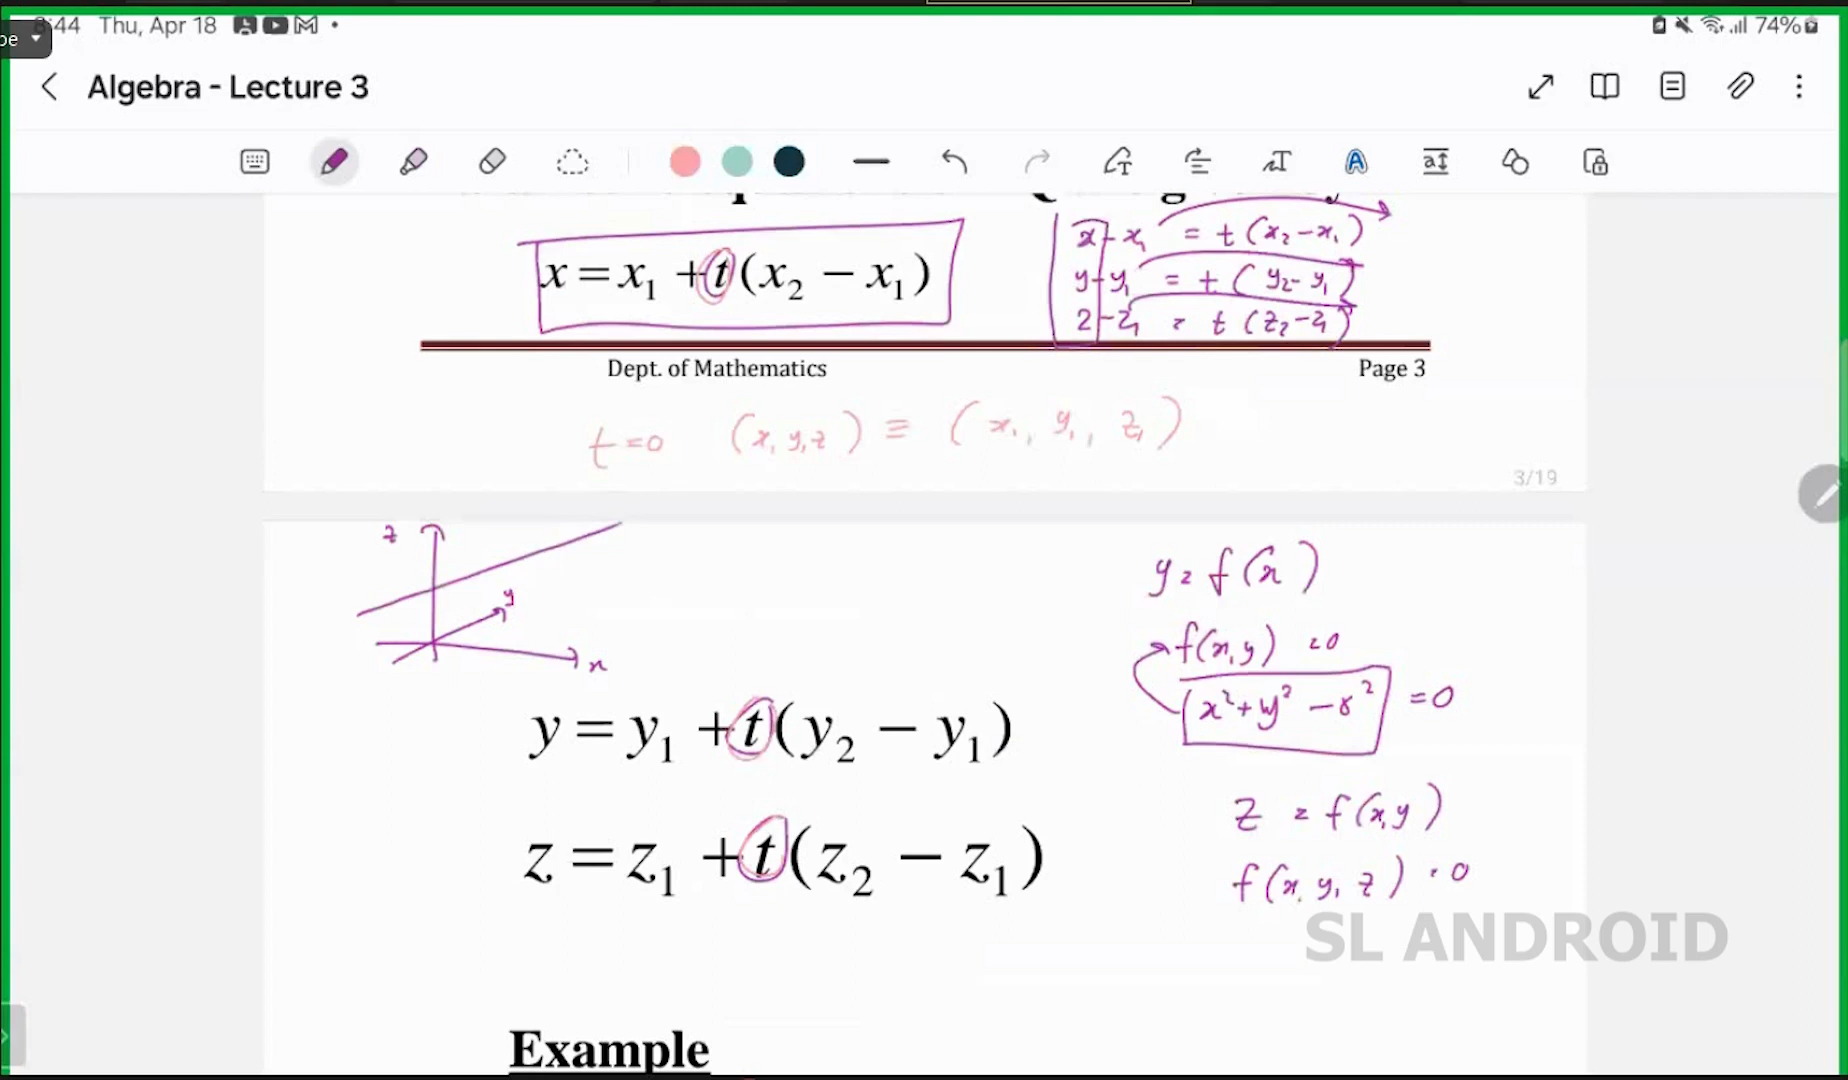 8:44 Thu, Apr 18 74%
Algebra - Lecture 3
x - x₁ = t (x₂ - x₁)
x = x₁ + t(x₂ − x₁)
y - y₁ = t (y₂ - y₁)
z - z₁ = t (z₂ - z₁)
Dept. of Mathematics Page 3
t = 0 (x, y, z) ≡ (x₁, y₁, z₁)
3/19
z
y
x
y = f(x)
f(x, y) = 0
x² + y² - r² = 0
y = y₁ + t(y₂ − y₁)
z = f(x, y)
z = z₁ + t(z₂ − z₁)
f(x, y, z) = 0
SL ANDROID
Example